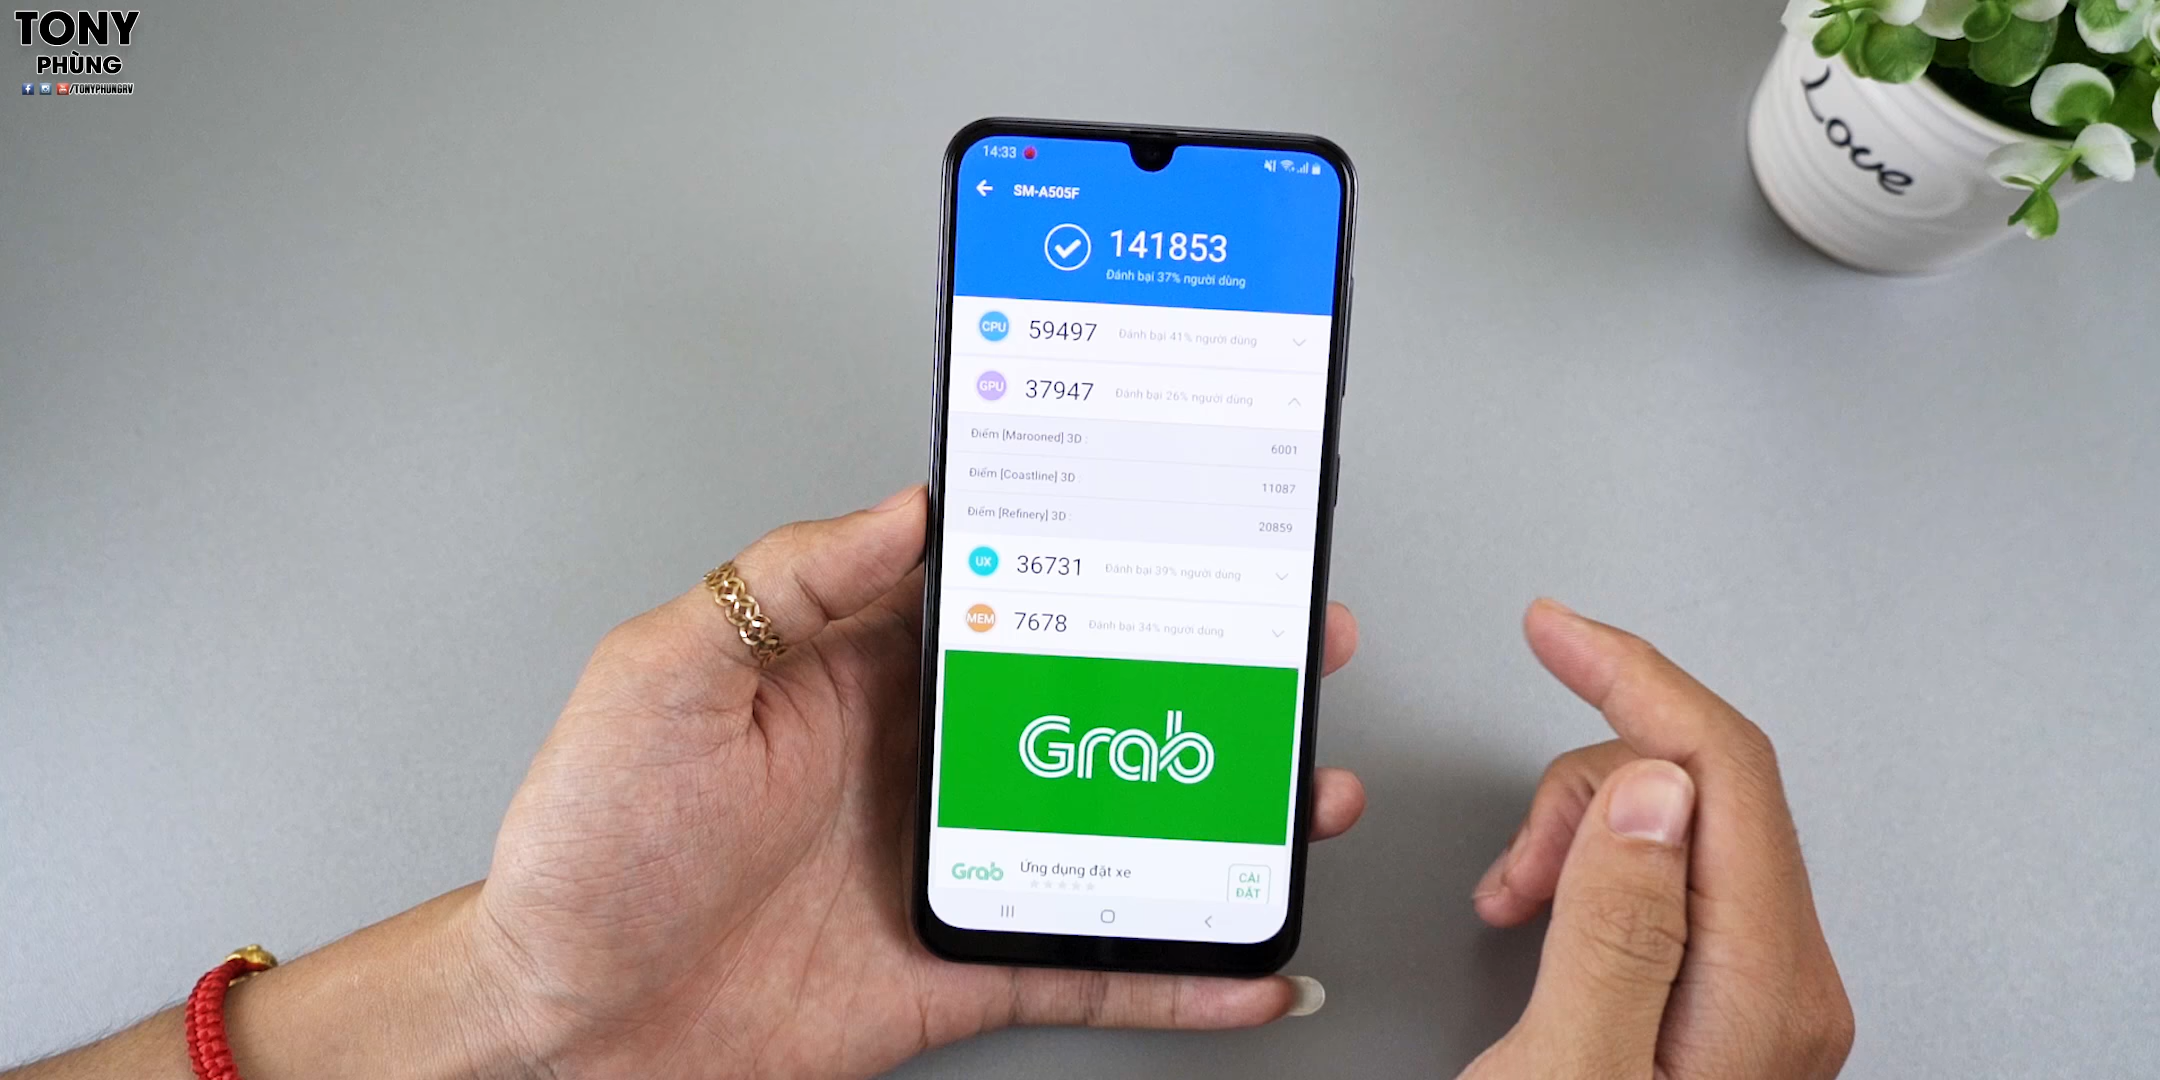 TONY
PHÙNG
/TONYPHUNGRV
Love
14:33
SM-A505F
141853
Đánh bại 37% người dùng
CPU 59497 Đánh bại 41% người dùng
GPU 37947 Đánh bại 26% người dùng
Điểm [Marooned] 3D : 6001
Điểm [Coastline] 3D : 11087
Điểm [Refinery] 3D : 20859
UX 36731 Đánh bại 39% người dùng
MEM 7678 Đánh bại 34% người dùng
Grab
Grab Ứng dụng đặt xe
CÀI
ĐẶT